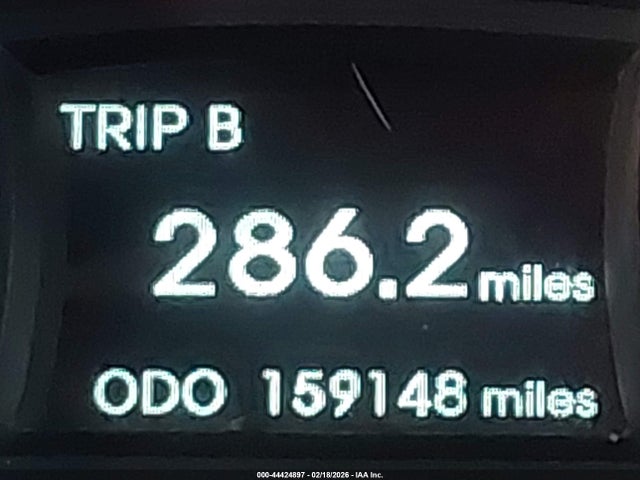 TRIP B
286.2 miles
ODO 159148 miles
000-44424897 - 02/18/2026 - IAA Inc.